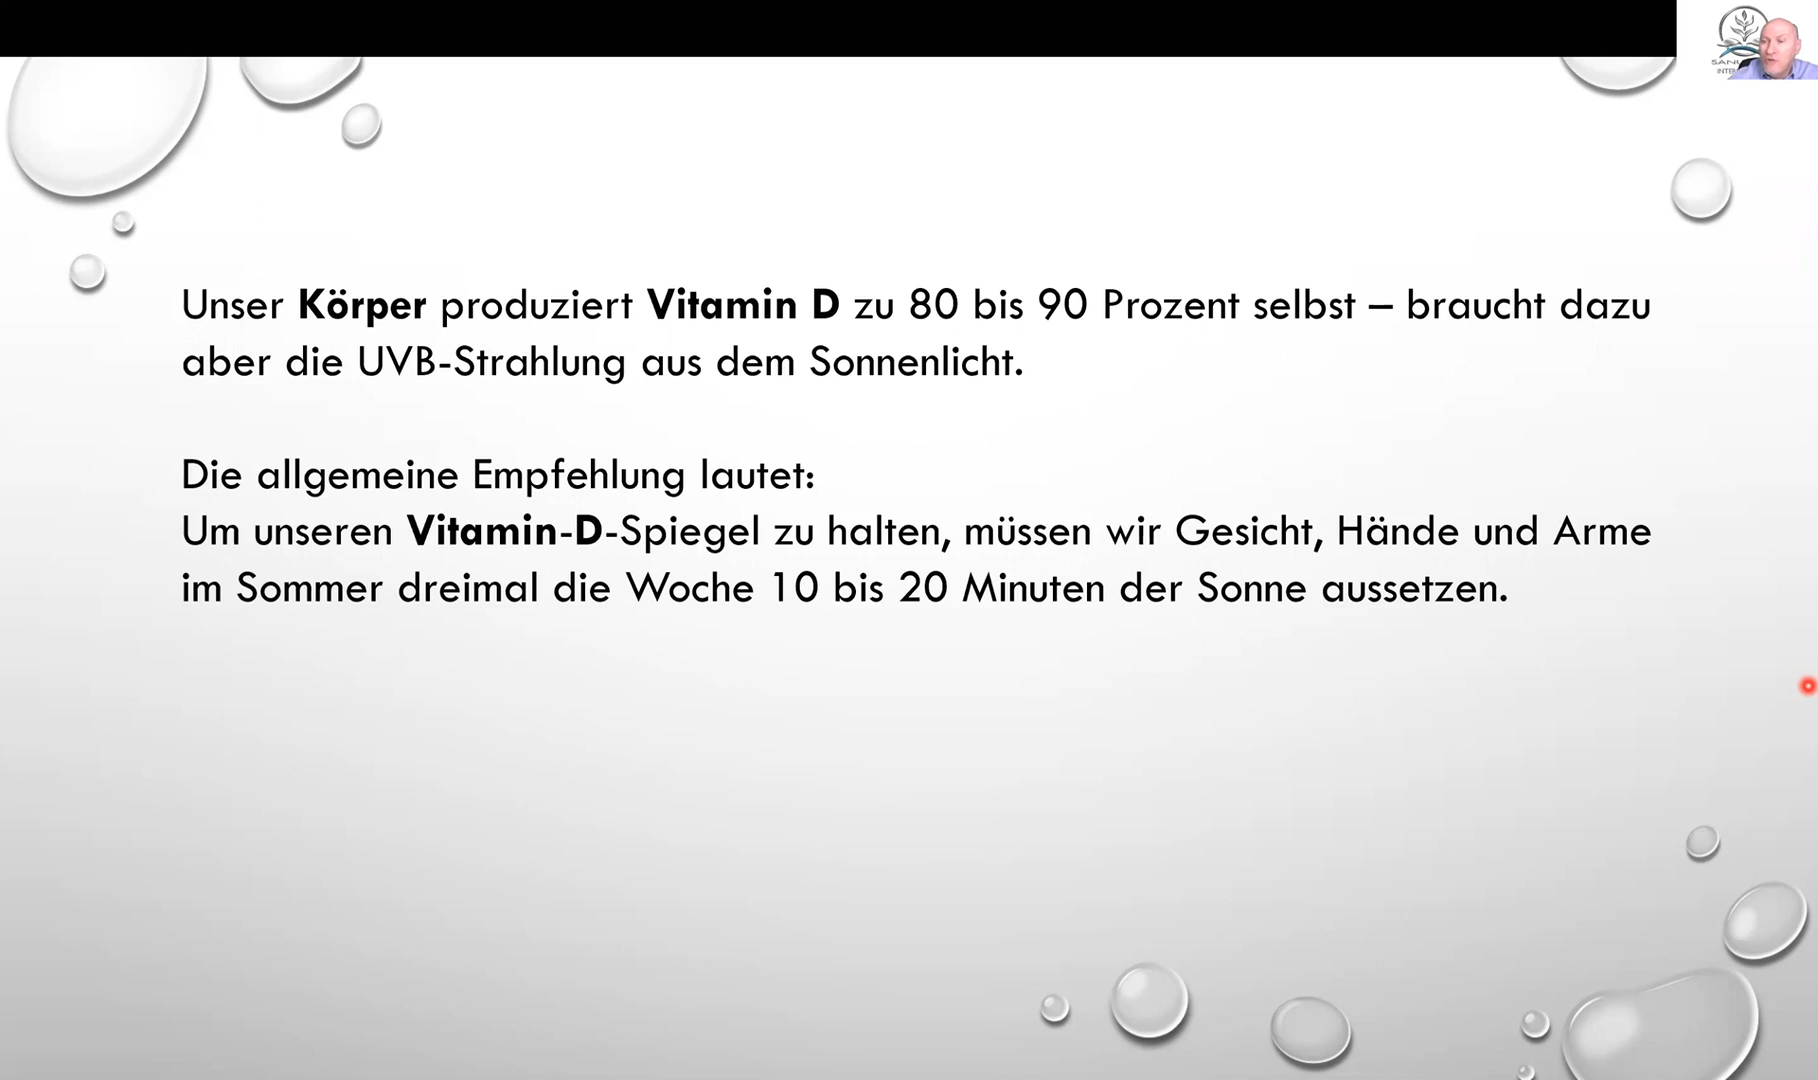 Unser Körper produziert Vitamin D zu 80 bis 90 Prozent selbst – braucht dazu
aber die UVB-Strahlung aus dem Sonnenlicht.
Die allgemeine Empfehlung lautet:
Um unseren Vitamin-D-Spiegel zu halten, müssen wir Gesicht, Hände und Arme
im Sommer dreimal die Woche 10 bis 20 Minuten der Sonne aussetzen.